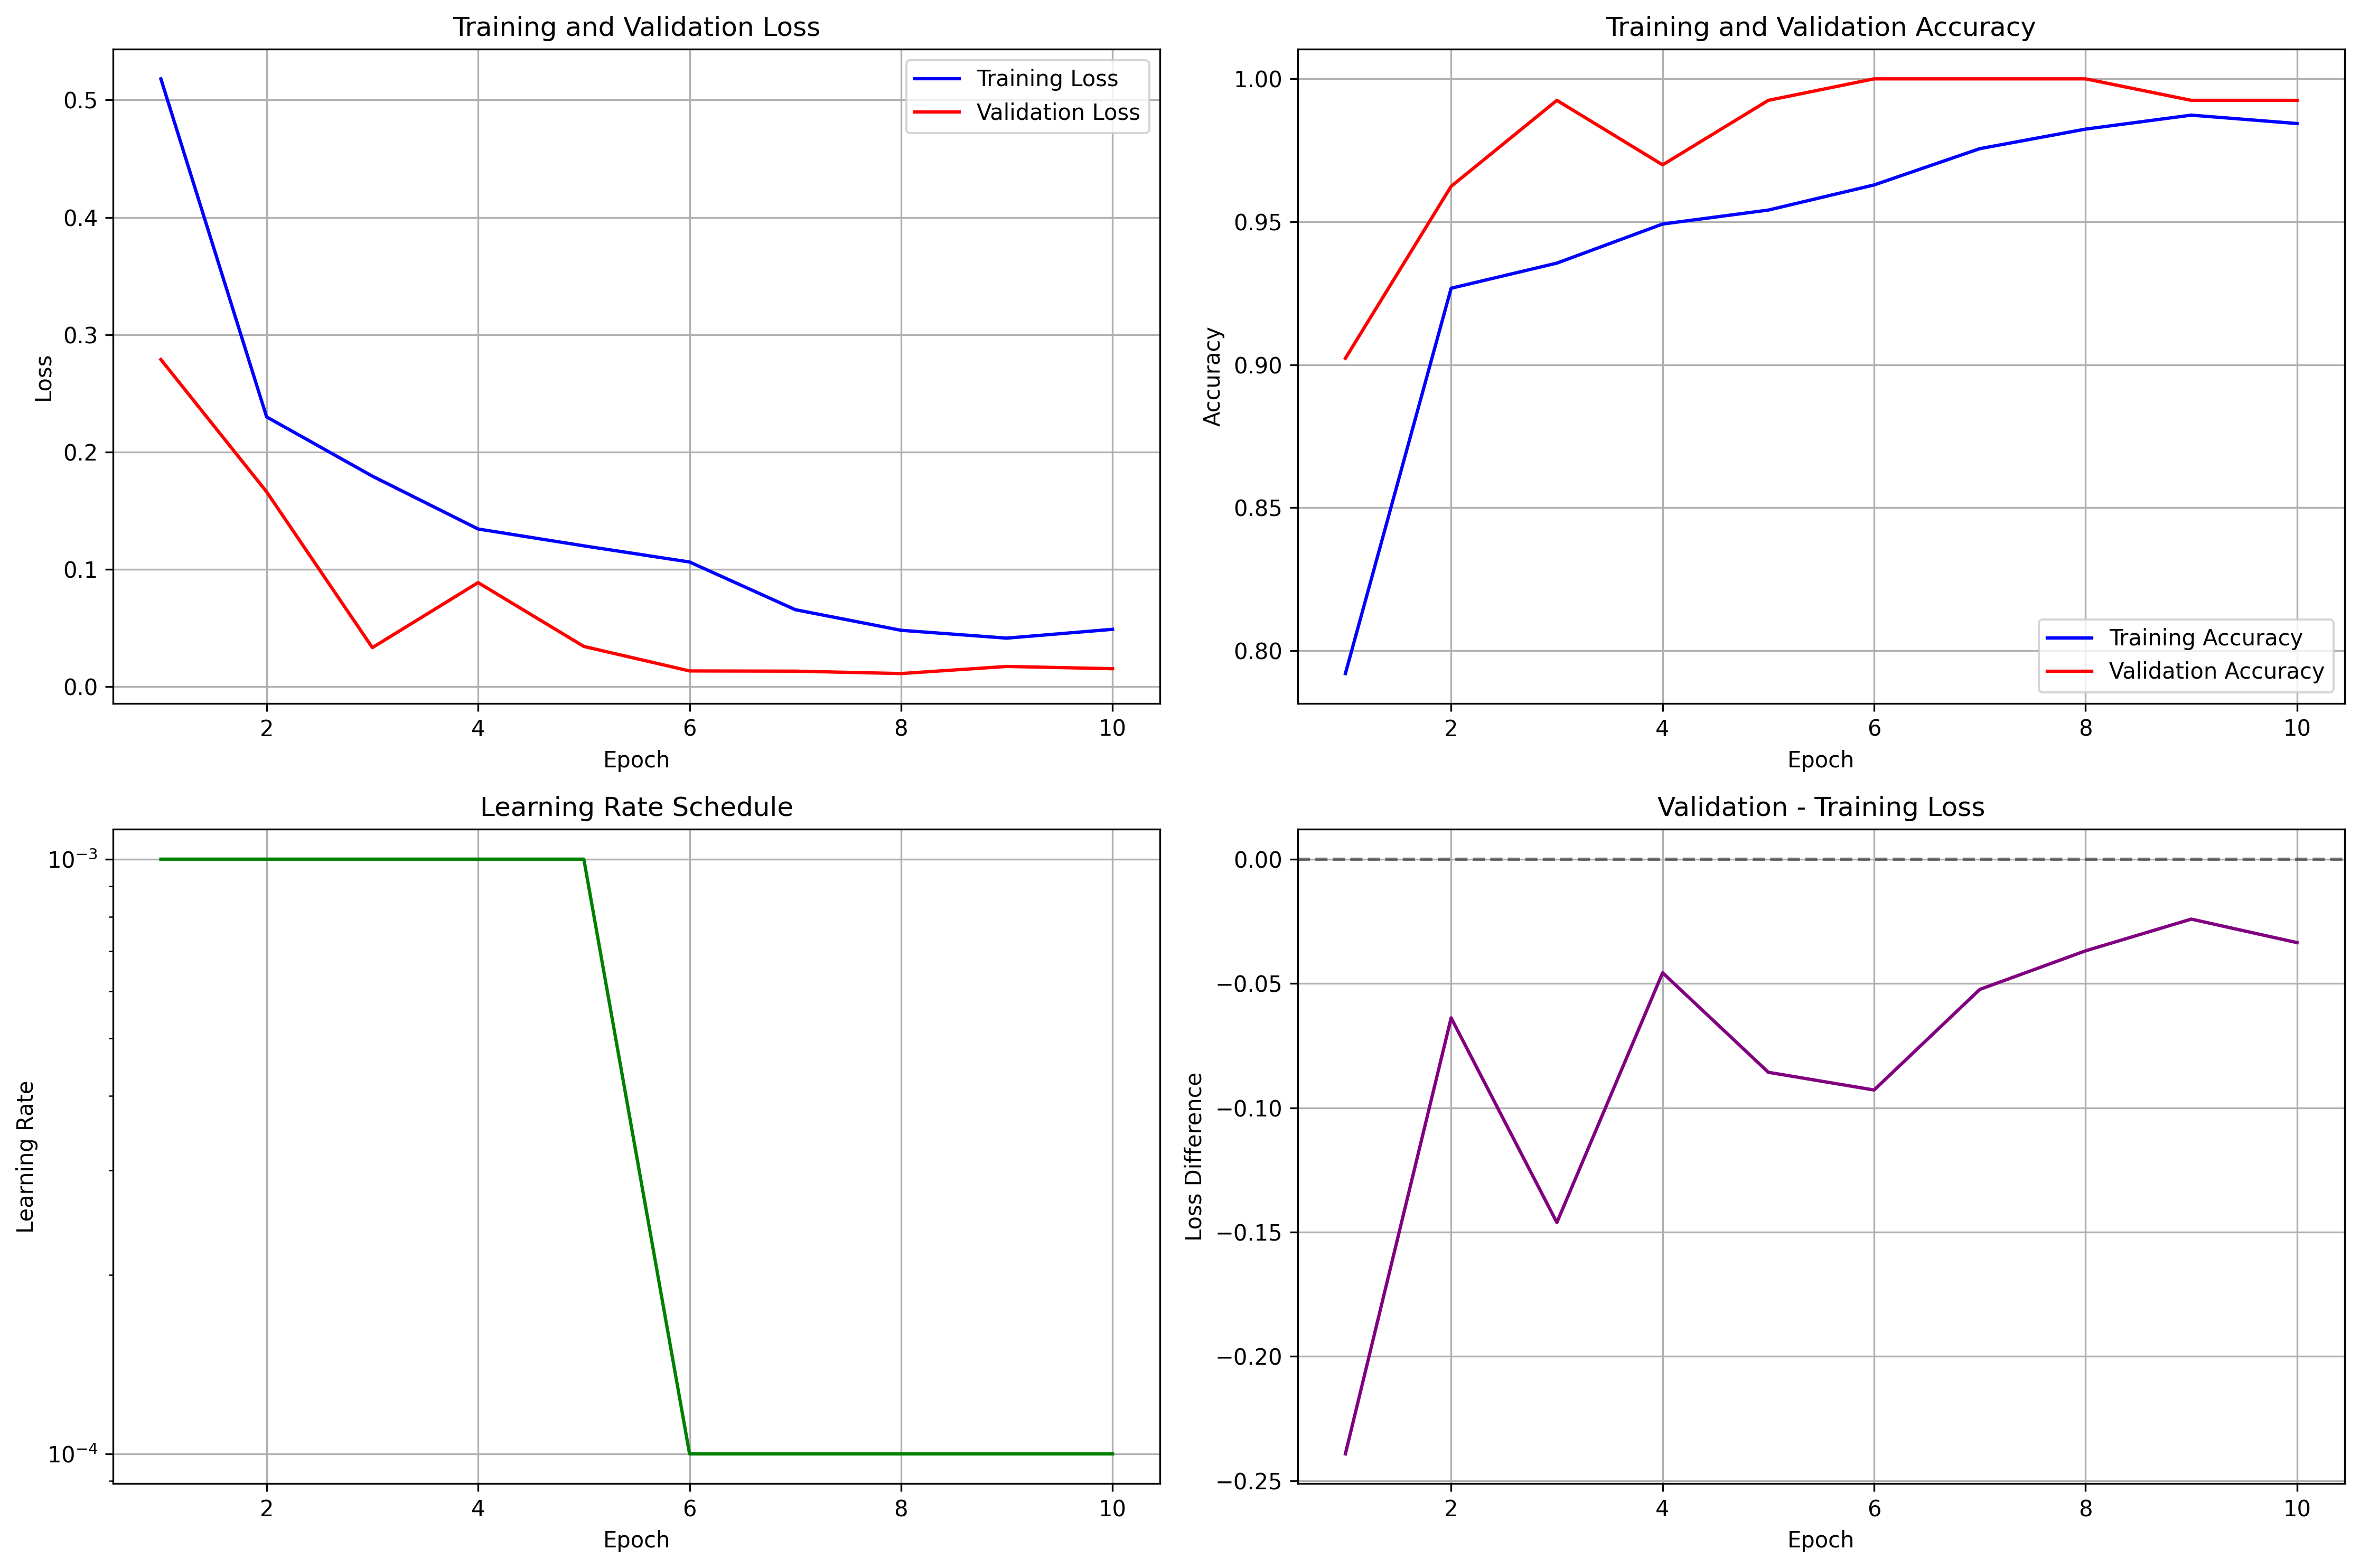 Training and Validation Loss
Loss
0.5
0.4
0.3
0.2
0.1
0.0
Training Loss
Validation Loss
2 4 6 8 10
Epoch
Training and Validation Accuracy
Accuracy
1.00
0.95
0.90
0.85
0.80
Training Accuracy
Validation Accuracy
2 4 6 8 10
Epoch
Learning Rate Schedule
Learning Rate
10⁻³
10⁻⁴
2 4 6 8 10
Epoch
Validation - Training Loss
Loss Difference
0.00
−0.05
−0.10
−0.15
−0.20
−0.25
2 4 6 8 10
Epoch